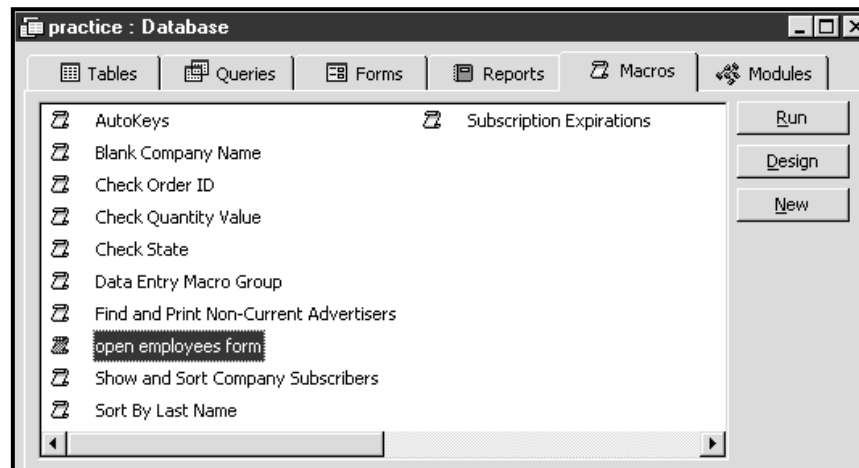 practice : Database
Tables Queries Forms Reports Macros Modules
AutoKeys
Blank Company Name
Check Order ID
Check Quantity Value
Check State
Data Entry Macro Group
Find and Print Non-Current Advertisers
open employees form
Show and Sort Company Subscribers
Sort By Last Name
Subscription Expirations
Run
Design
New